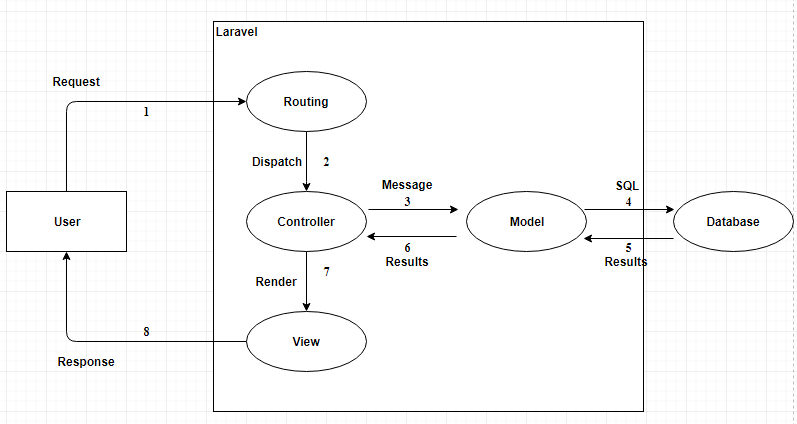 Laravel
Request
1
Routing
Dispatch 2
User
Controller
Message
3
Model
SQL
4
Database
6
Results
5
Results
Render
7
View
8
Response